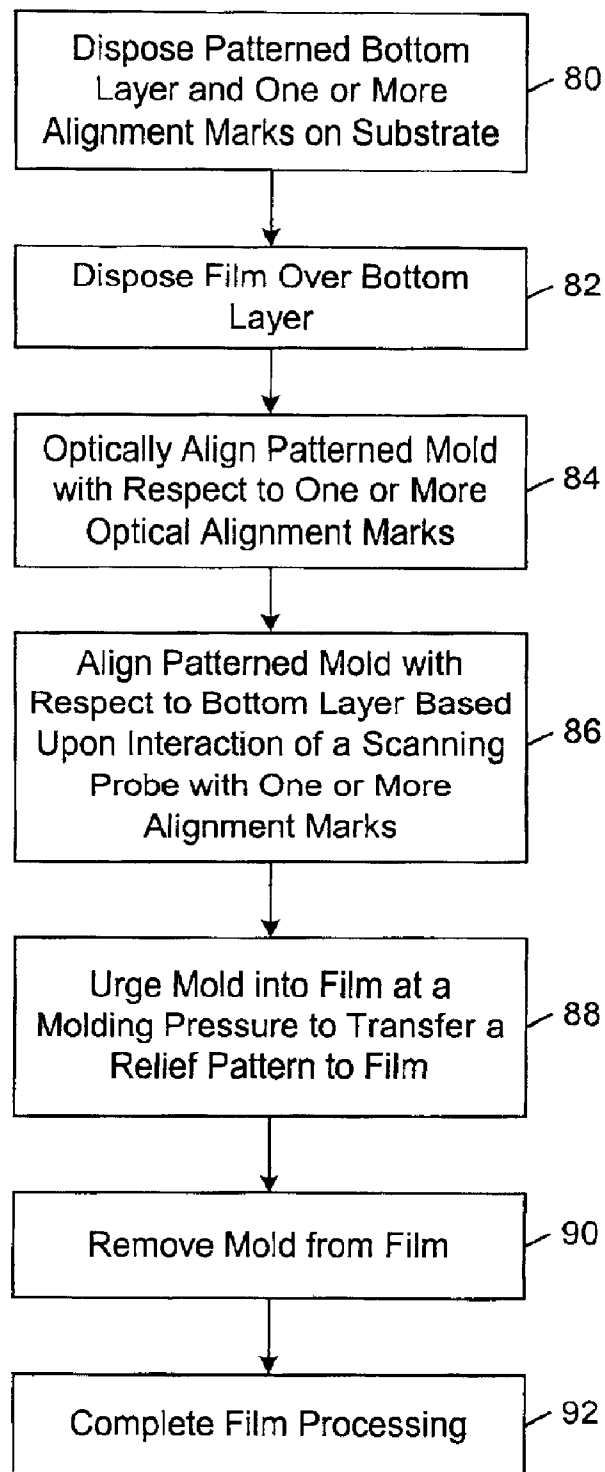 Dispose Patterned Bottom
Layer and One or More
Alignment Marks on Substrate
80
Dispose Film Over Bottom
Layer
82
Optically Align Patterned Mold
with Respect to One or More
Optical Alignment Marks
84
Align Patterned Mold with
Respect to Bottom Layer Based
Upon Interaction of a Scanning
Probe with One or More
Alignment Marks
86
Urge Mold into Film at a
Molding Pressure to Transfer a
Relief Pattern to Film
88
Remove Mold from Film
90
Complete Film Processing
92